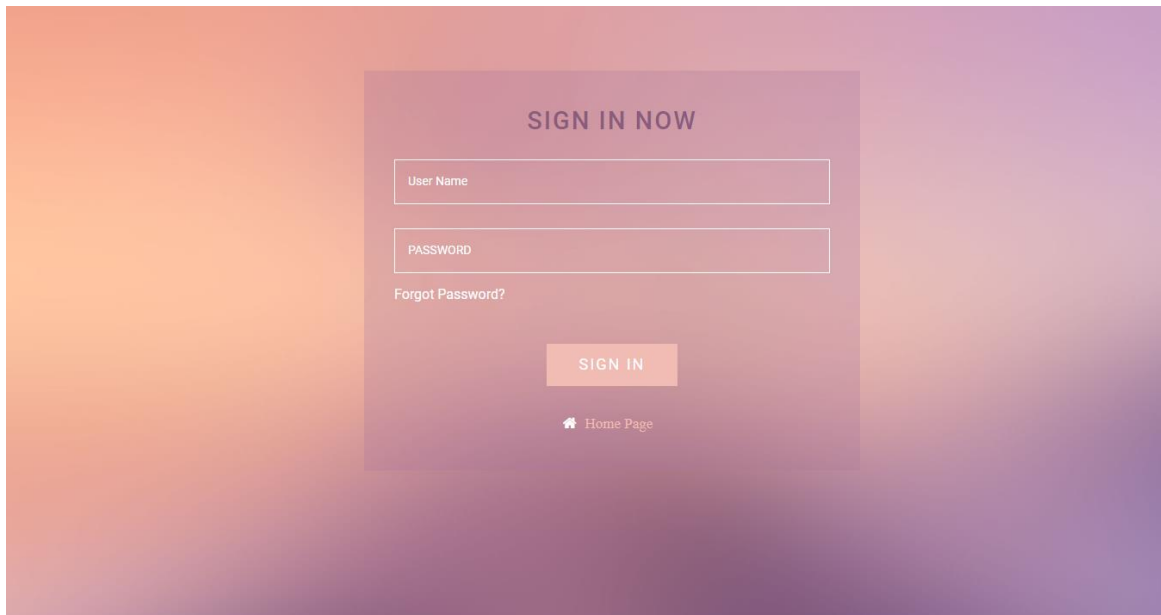 SIGN IN NOW
User Name
PASSWORD
Forgot Password?
SIGN IN
Home Page